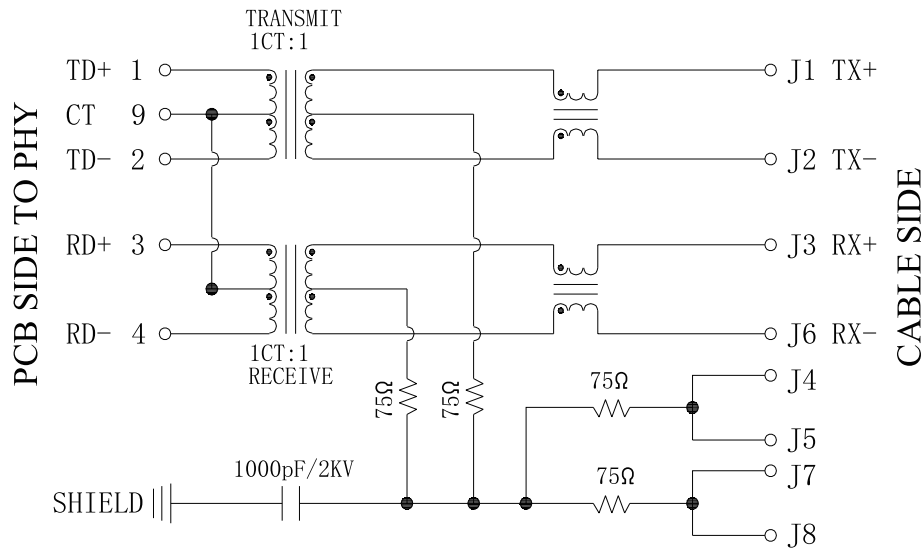 TRANSMIT
1CT:1
TD+ 1
J1 TX+
CT 9
TD- 2
J2 TX-
PCB SIDE TO PHY
CABLE SIDE
RD+ 3
J3 RX+
RD- 4
J6 RX-
1CT:1
RECEIVE
75Ω
75Ω
75Ω
J4
J5
1000pF/2KV
75Ω
J7
SHIELD
J8